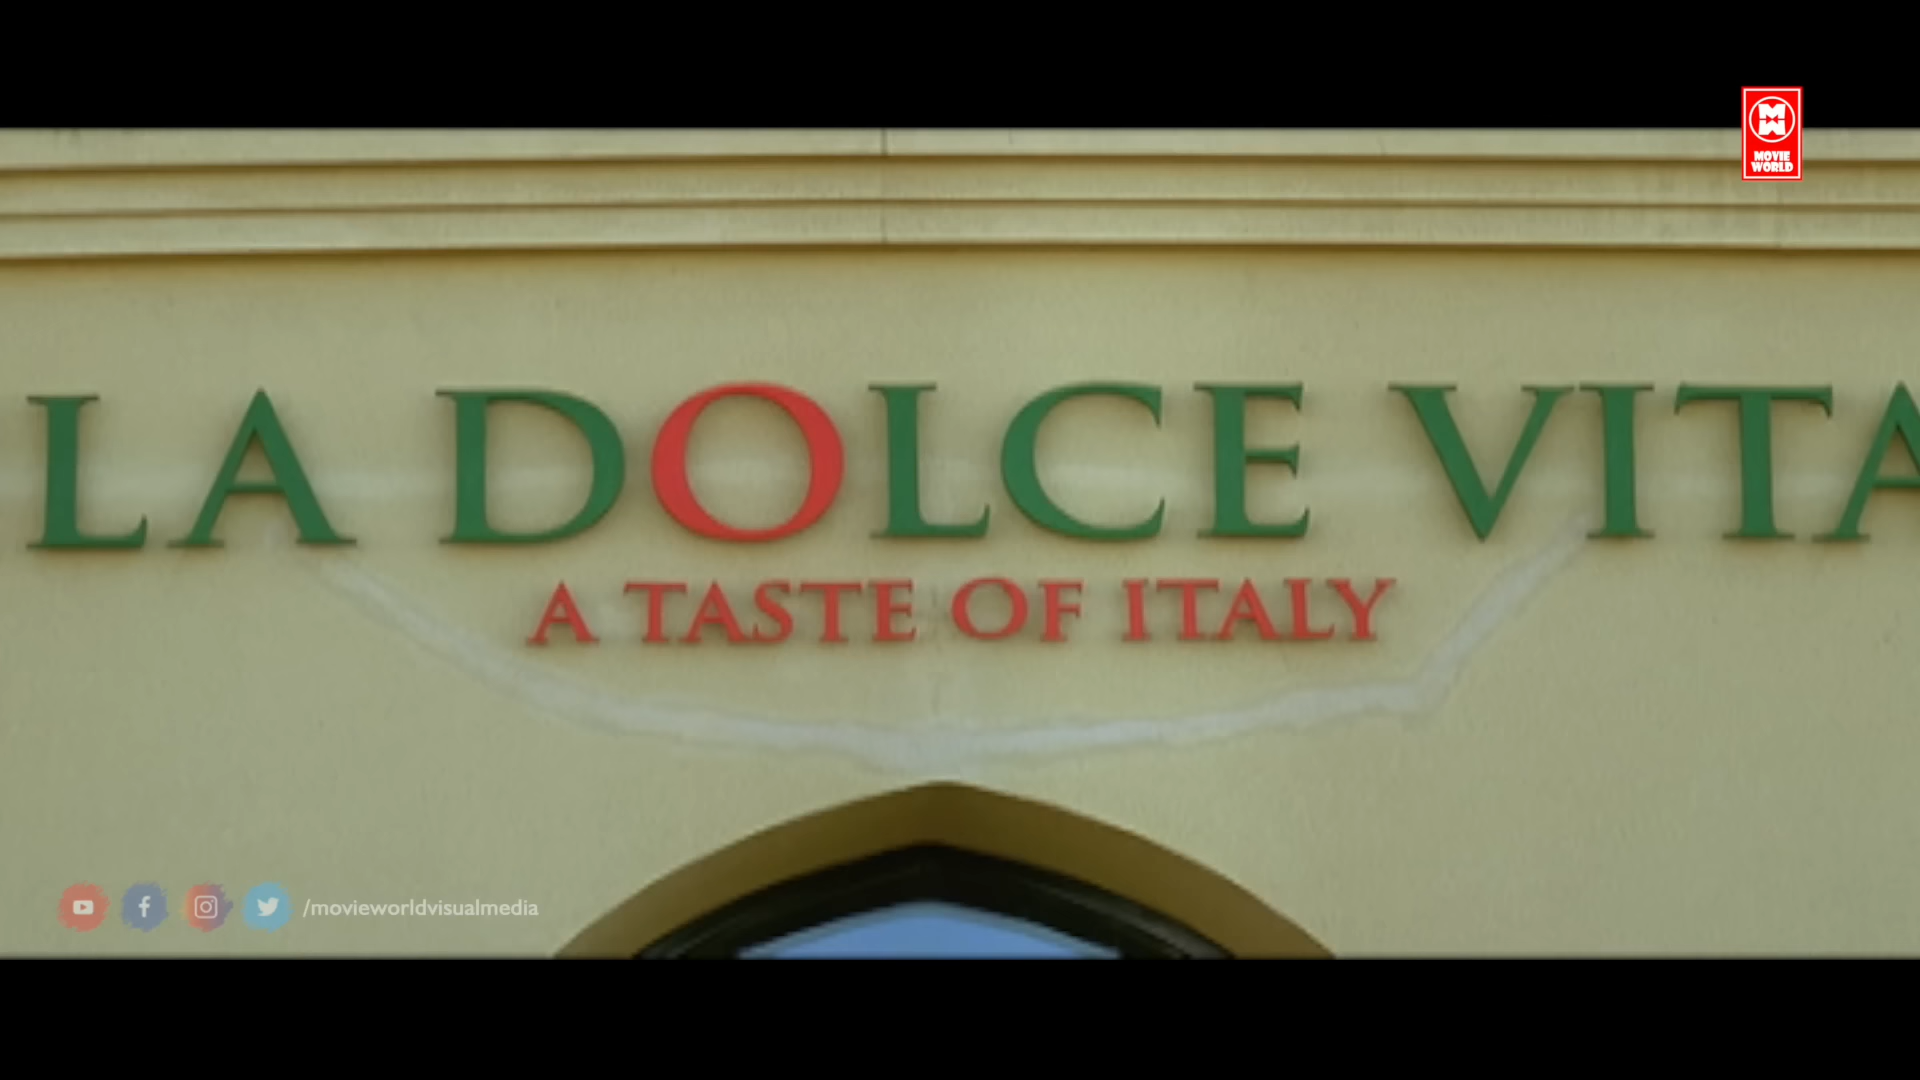 MOVIE
WORLD
LA DOLCE VITA
A TASTE OF ITALY
/movieworldvisualmedia